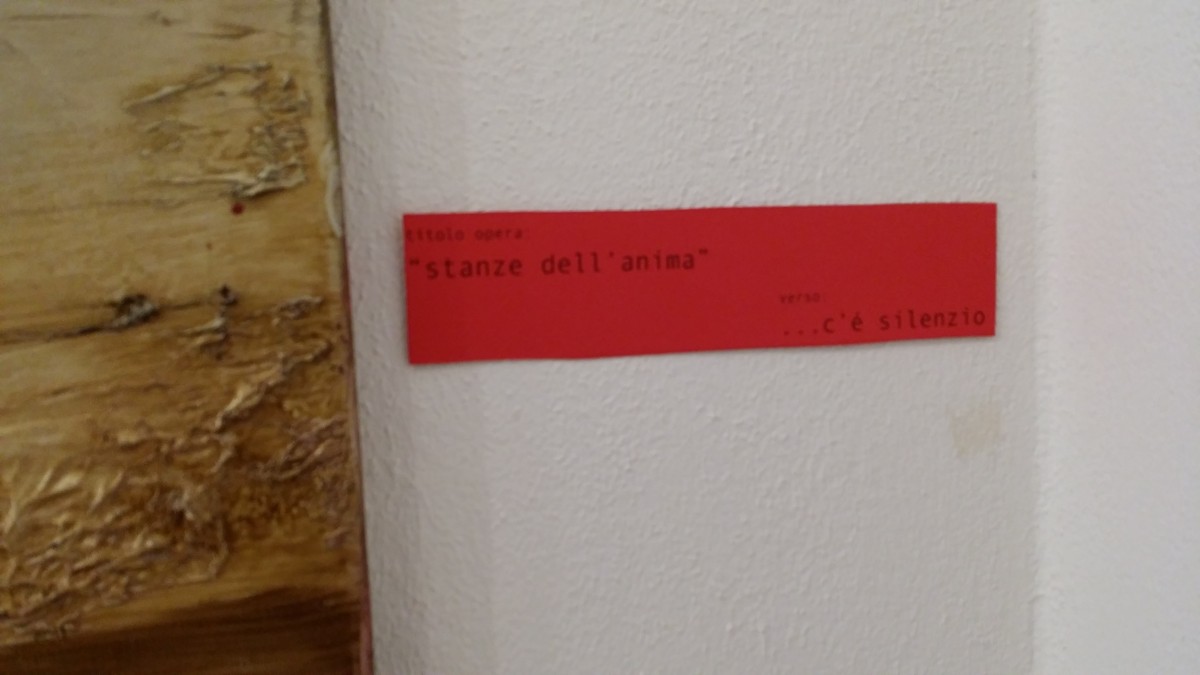 titolo opera:
"stanze dell'anima"
verso:
...c'é silenzio